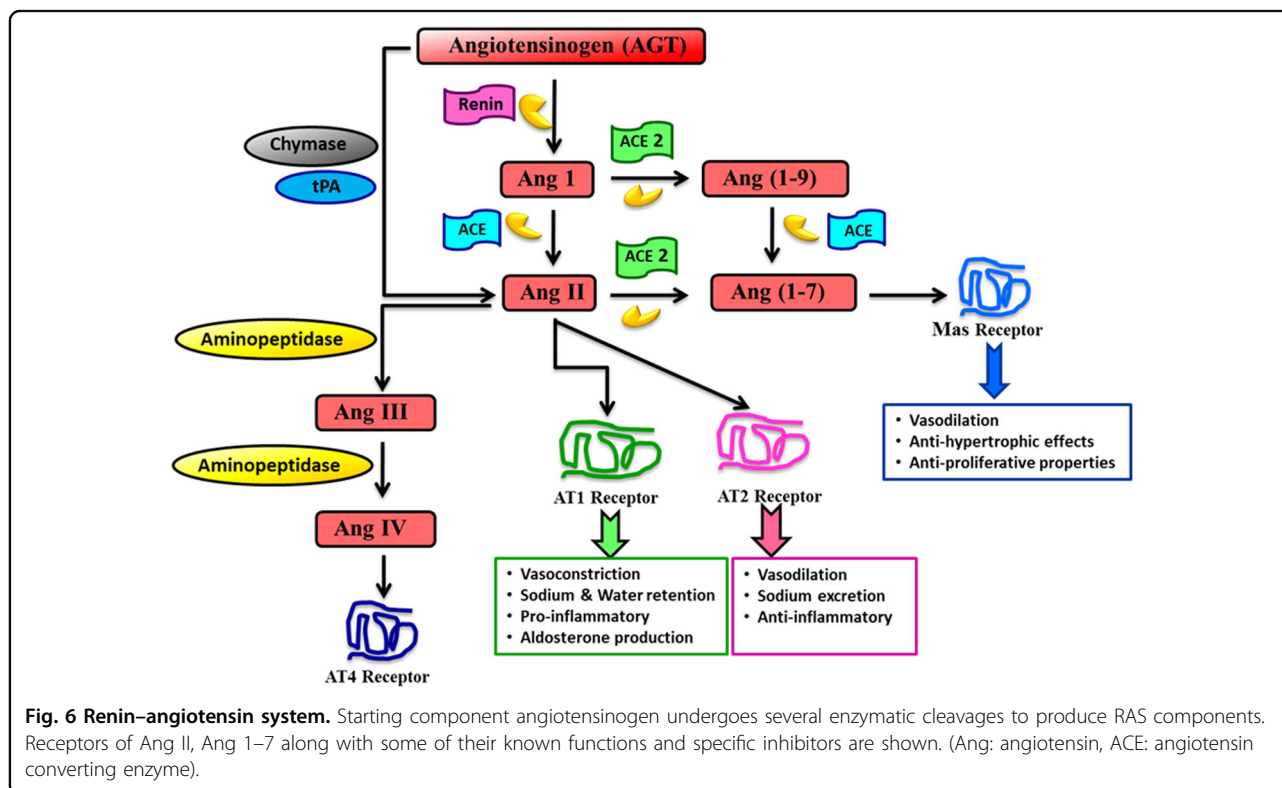 Angiotensinogen (AGT)
Renin
Chymase
tPA
ACE 2
Ang 1
Ang (1-9)
ACE
ACE
ACE 2
Ang II
Ang (1-7)
Mas Receptor
Aminopeptidase
Ang III
• Vasodilation
• Anti-hypertrophic effects
• Anti-proliferative properties
Aminopeptidase
AT1 Receptor
AT2 Receptor
Ang IV
• Vasoconstriction
• Sodium & Water retention
• Pro-inflammatory
• Aldosterone production
• Vasodilation
• Sodium excretion
• Anti-inflammatory
AT4 Receptor
Fig. 6 Renin–angiotensin system. Starting component angiotensinogen undergoes several enzymatic cleavages to produce RAS components.
Receptors of Ang II, Ang 1–7 along with some of their known functions and specific inhibitors are shown. (Ang: angiotensin, ACE: angiotensin
converting enzyme).